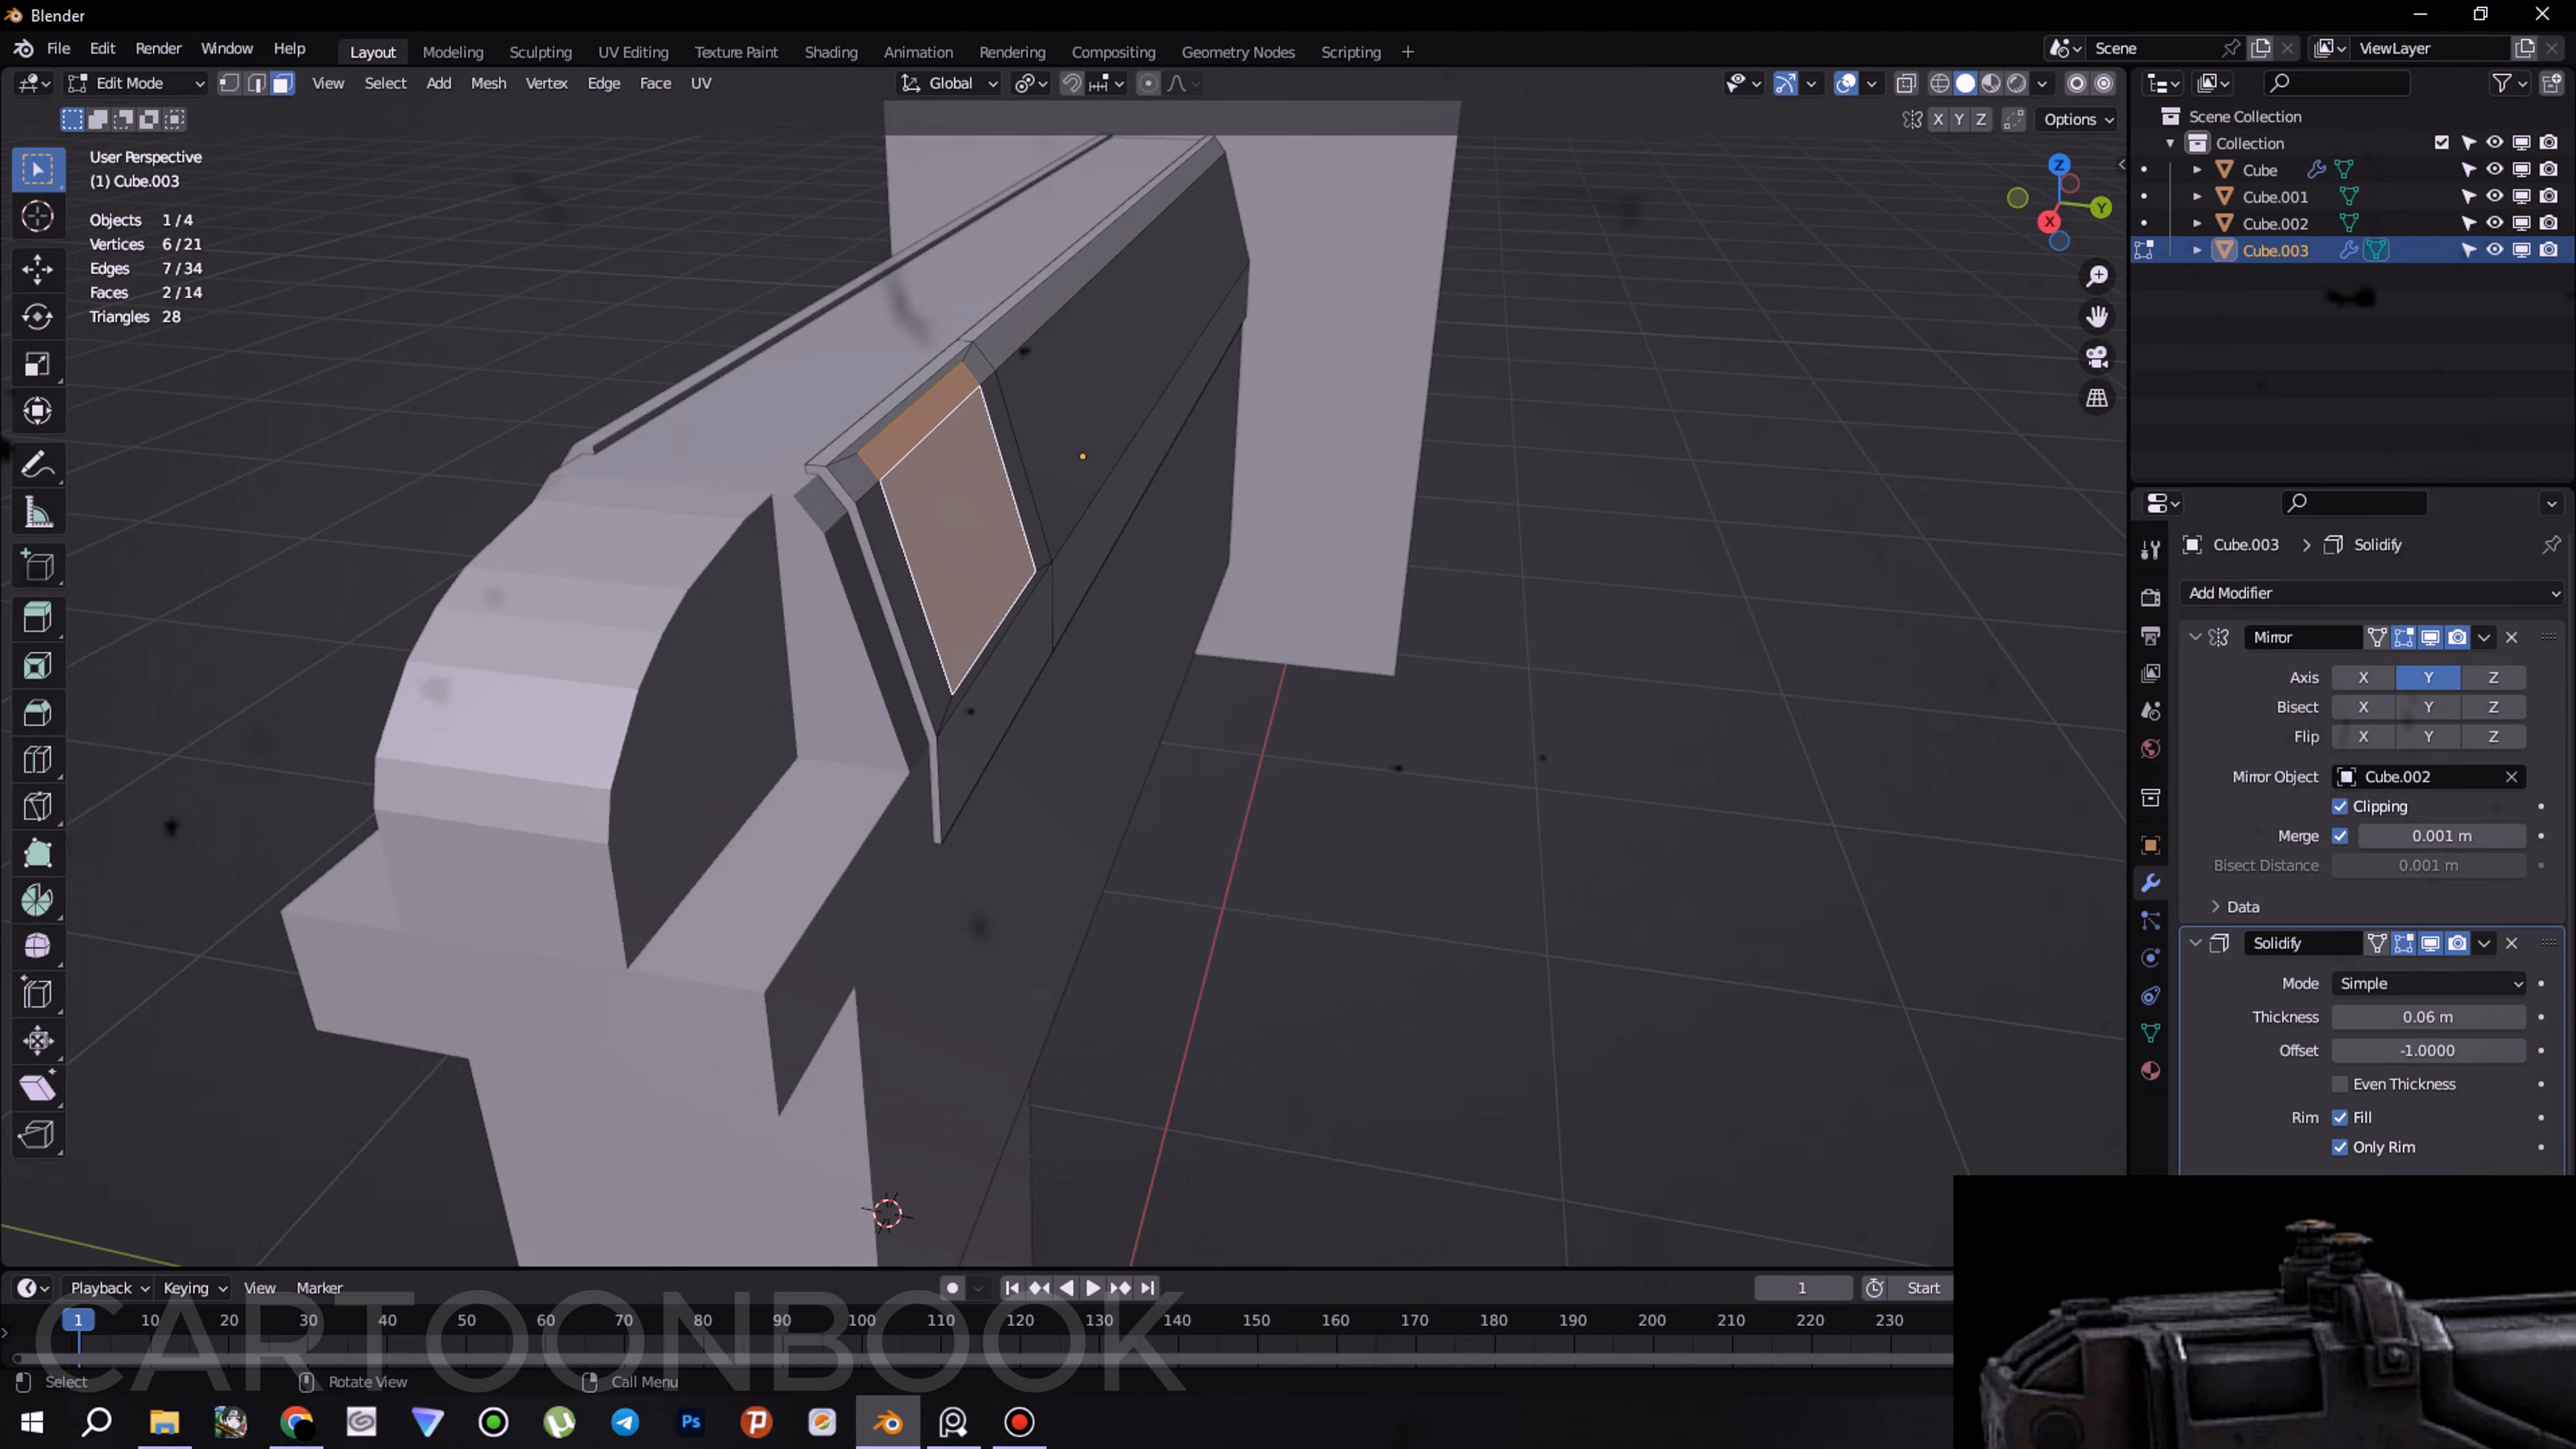 Blender
File Edit Render Window Help Layout Modeling Sculpting UV Editing Texture Paint Shading Animation Rendering Compositing Geometry Nodes Scripting + Scene ViewLayer
Edit Mode View Select Add Mesh Vertex Edge Face UV Global
X Y Z Options
User Perspective
(1) Cube.003
Objects 1 / 4
Vertices 6 / 21
Edges 7 / 34
Faces 2 / 14
Triangles 28
Z
Y
X
Scene Collection
Collection
Cube
Cube.001
Cube.002
Cube.003
Cube.003 > Solidify
Add Modifier
Mirror
Axis X Y Z
Bisect X Y Z
Flip X Y Z
Mirror Object Cube.002
Clipping
Merge 0.001 m
Bisect Distance 0.001 m
Data
Solidify
Mode Simple
Thickness 0.06 m
Offset -1.0000
Even Thickness
Rim Fill
Only Rim
Playback Keying View Marker 1 Start
1 10 20 30 40 50 60 70 80 90 100 110 120 130 140 150 160 170 180 190 200 210 220 230
CARTOONBOOK
Select Rotate View Call Menu
Ps